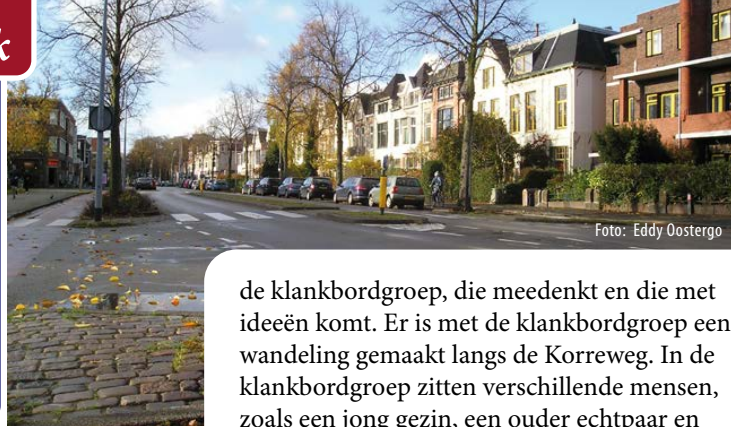 k
Foto: Eddy Oostergo
de klankbordgroep, die meedenkt en die met
ideeën komt. Er is met de klankbordgroep een
wandeling gemaakt langs de Korreweg. In de
klankbordgroep zitten verschillende mensen,
zoals een jong gezin, een ouder echtpaar en